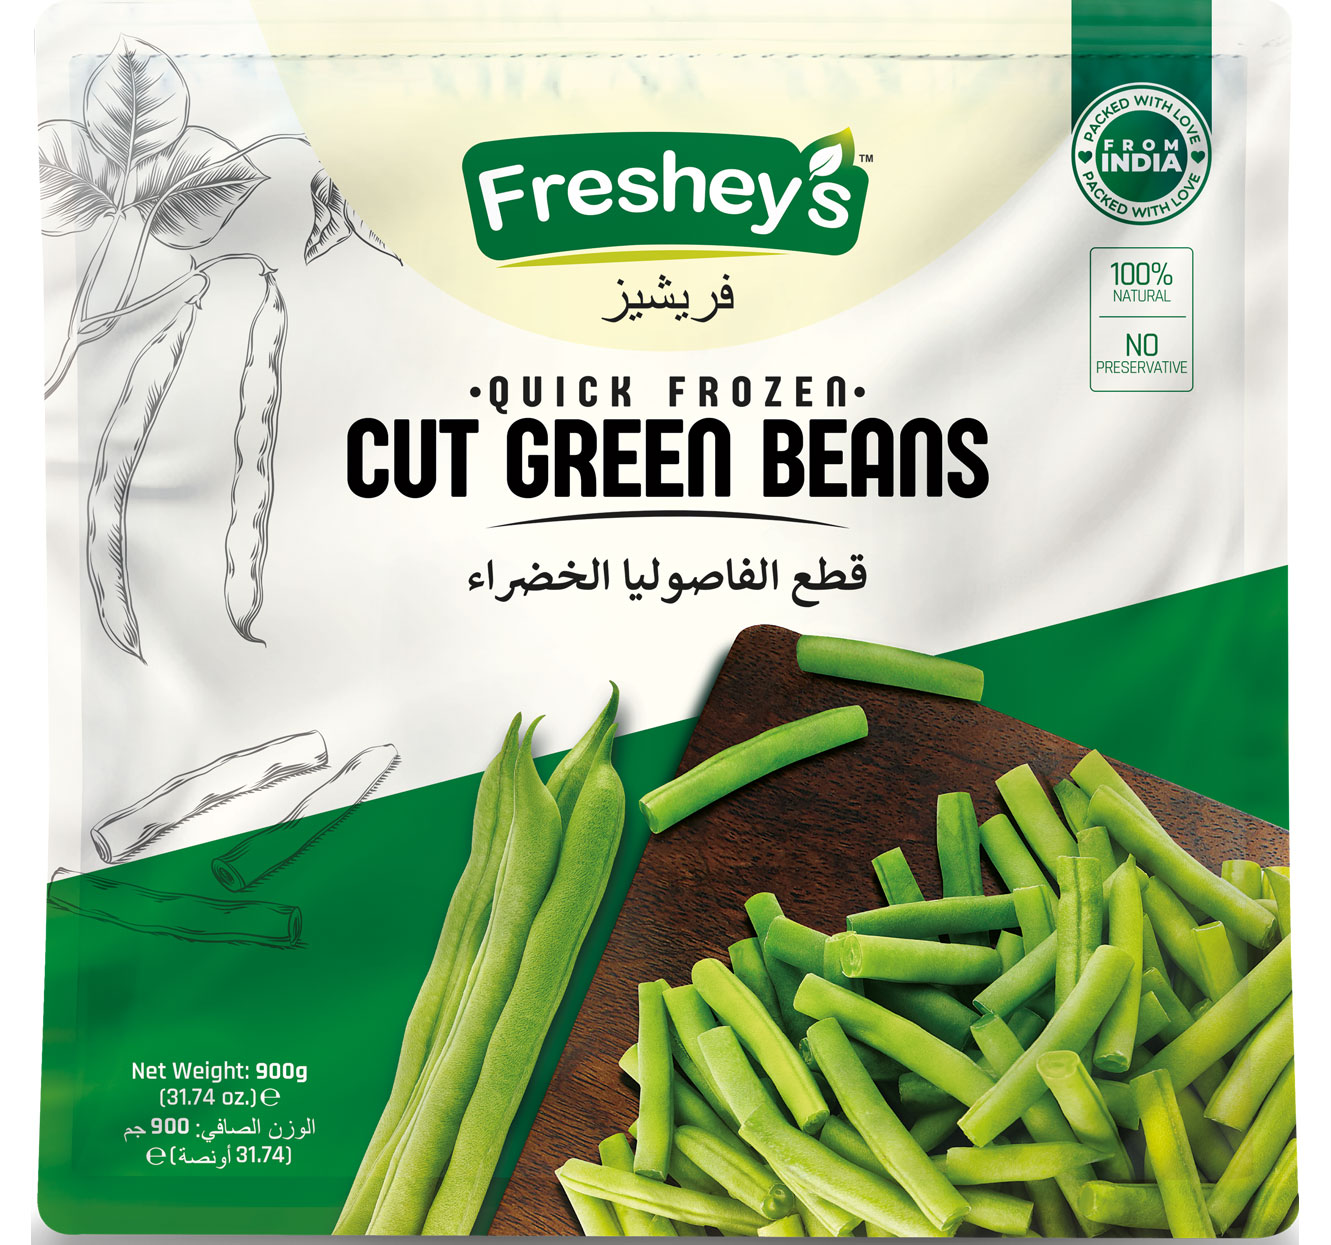 Freshey's™
فريشيز
PACKED WITH LOVE
FROM
INDIA
PACKED WITH LOVE
100%
NATURAL
NO
PRESERVATIVE
•QUICK FROZEN•
CUT GREEN BEANS
قطع الفاصوليا الخضراء
Net Weight: 900g
(31.74 oz.) ℮
الوزن الصافي: 900 جم
(31.74 أونصة) ℮